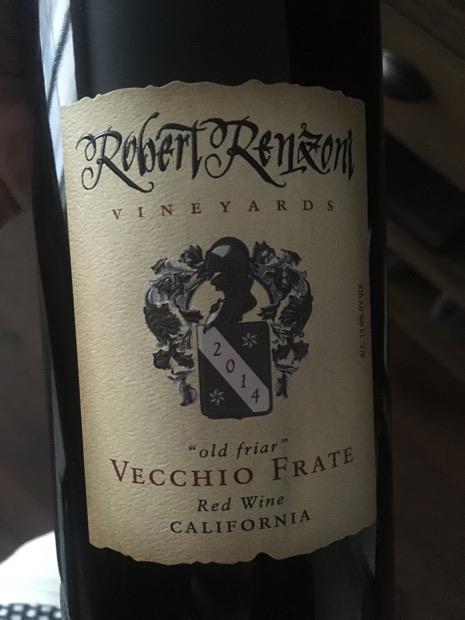 Robert Renzoni
VINEYARDS
2014
"old friar"
VECCHIO FRATE
Red Wine
CALIFORNIA